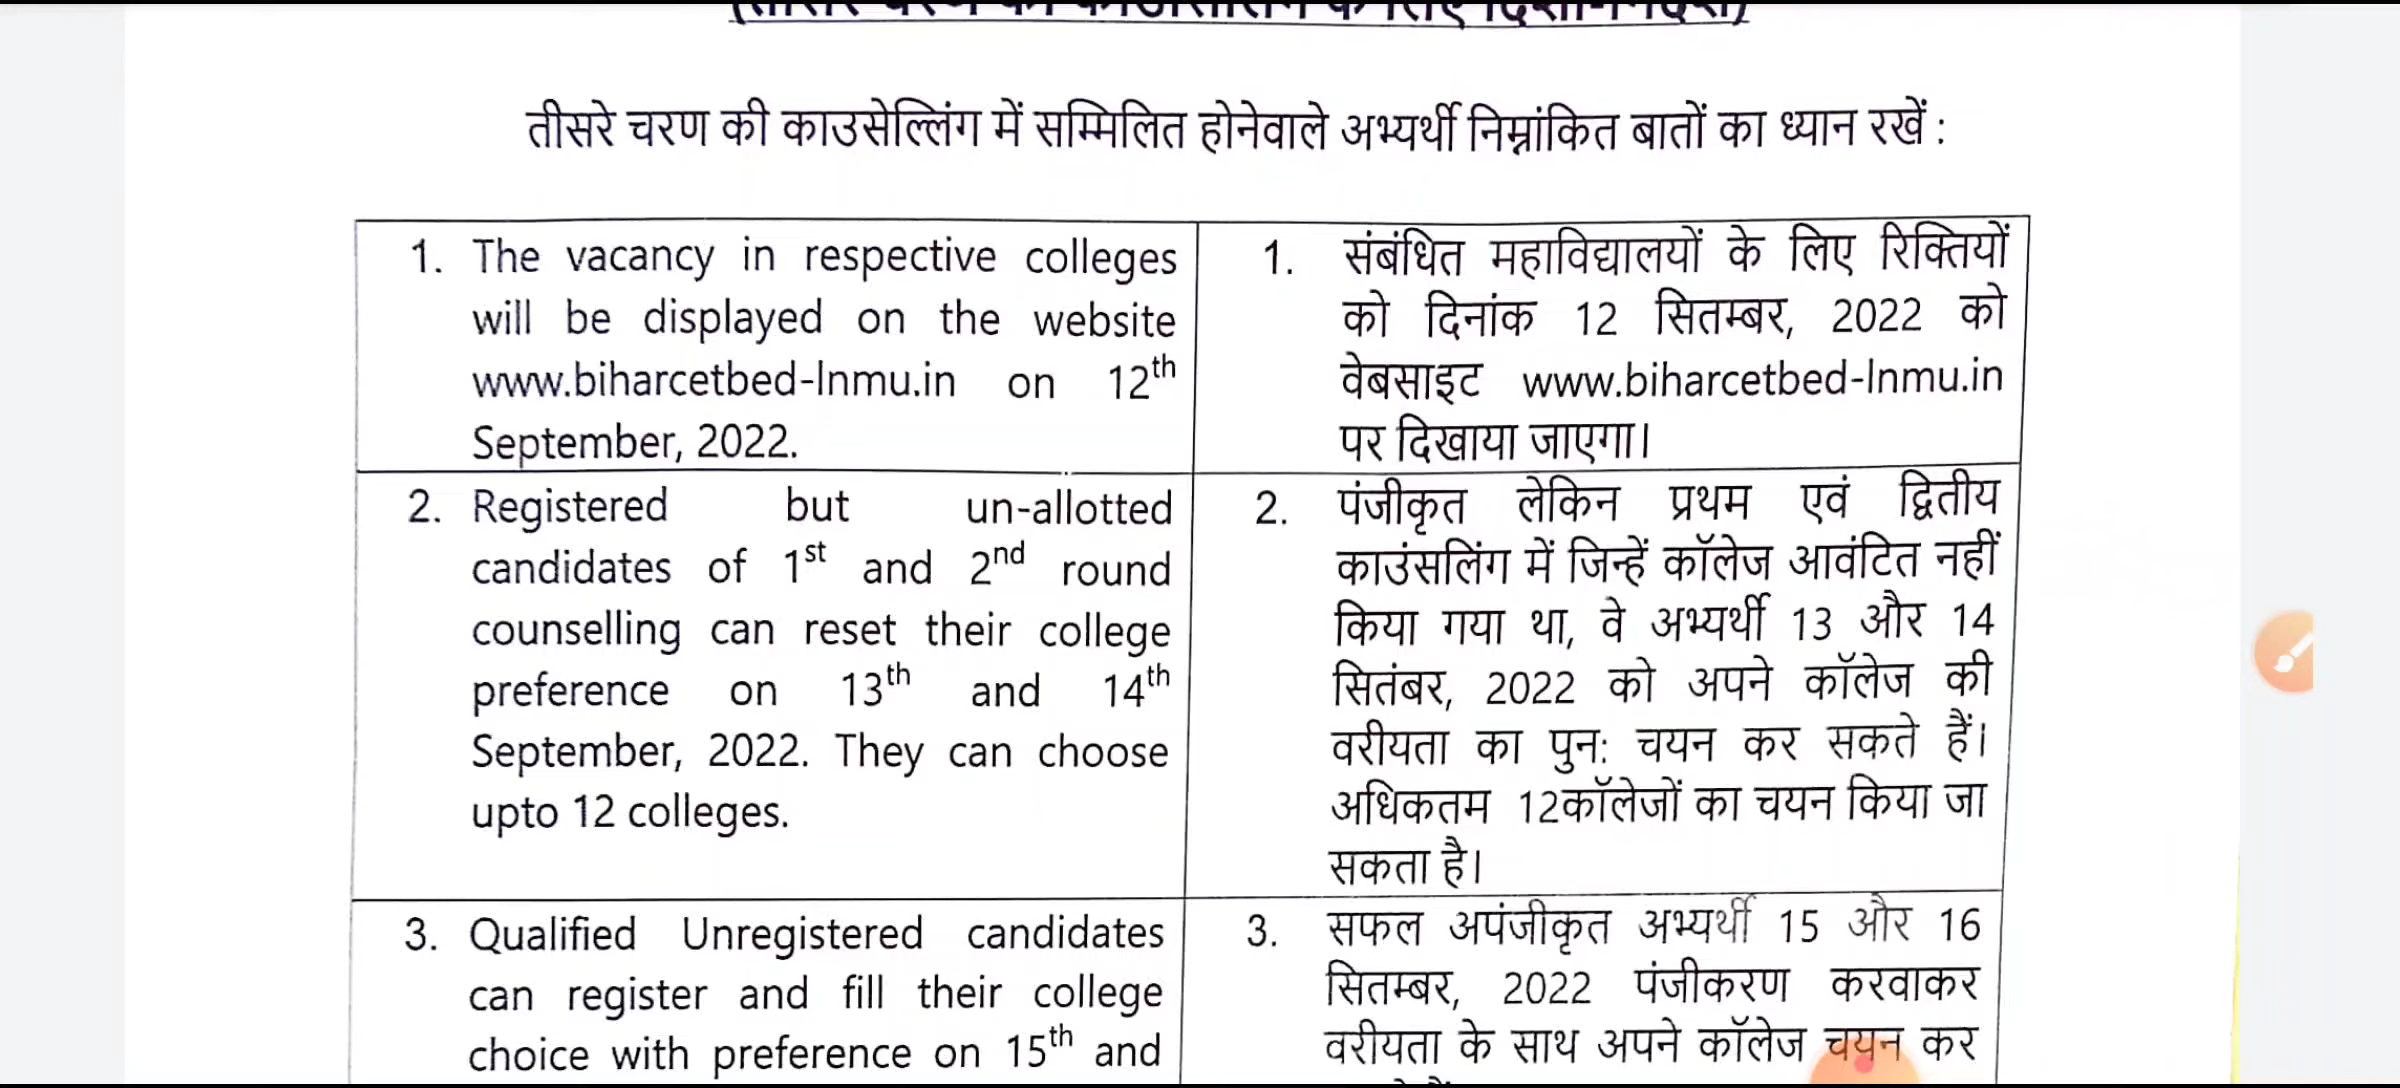 (तीसरे चरण की काउंसलिंग के लिए दिशा-निर्देश)
तीसरे चरण की काउसेल्लिंग में सम्मिलित होनेवाले अभ्यर्थी निम्नांकित बातों का ध्यान रखें :
1. The vacancy in respective colleges
will be displayed on the website
www.biharcetbed-lnmu.in on 12th
September, 2022.
1. संबंधित महाविद्यालयों के लिए रिक्तियों
को दिनांक 12 सितम्बर, 2022 को
वेबसाइट www.biharcetbed-lnmu.in
पर दिखाया जाएगा।
2. Registered but un-allotted
candidates of 1st and 2nd round
counselling can reset their college
preference on 13th and 14th
September, 2022. They can choose
upto 12 colleges.
2. पंजीकृत लेकिन प्रथम एवं द्वितीय
काउंसलिंग में जिन्हें कॉलेज आवंटित नहीं
किया गया था, वे अभ्यर्थी 13 और 14
सितंबर, 2022 को अपने कॉलेज की
वरीयता का पुन: चयन कर सकते हैं।
अधिकतम 12कॉलेजों का चयन किया जा
सकता है।
3. Qualified Unregistered candidates
can register and fill their college
choice with preference on 15th and
3. सफल अपंजीकृत अभ्यर्थी 15 और 16
सितम्बर, 2022 पंजीकरण करवाकर
वरीयता के साथ अपने कॉलेज चयन कर